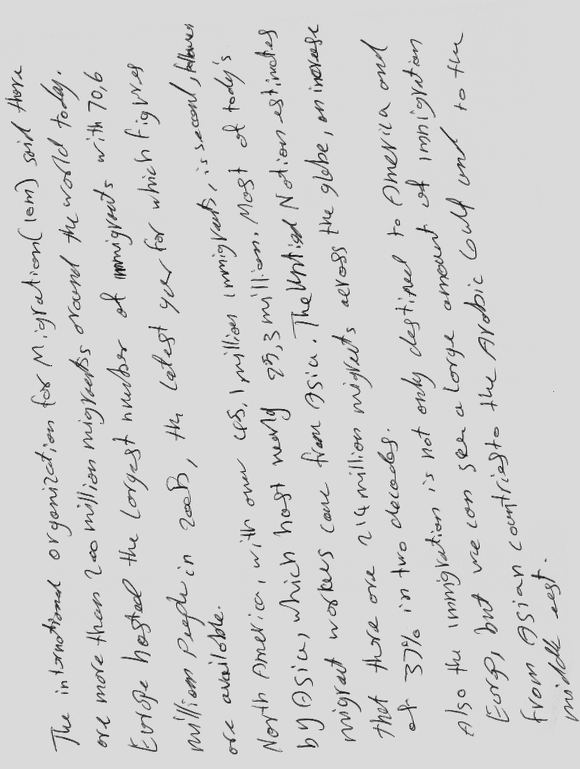 The international organization for Migration (iom) said there
are more then 200 million migrants around the world today.
Europe hosted the Largest number of immigrants with 70,6
million People in 2005, the Latest year for which figures
are available.
North America, with over 45,1 million immigrants, is second, followed
by Asia, which host nearly 25,3 million. Most of today's
migrant workers come from Asia. The United Nation estimates
that there are 214 million migrants across the globe, an increase
of 37% in two decades.
Also the immigration is not only destined to America and
Europ, but we can see a large amount of immigration
from Asian countries to the Arabic Gulf and to the
middle east.